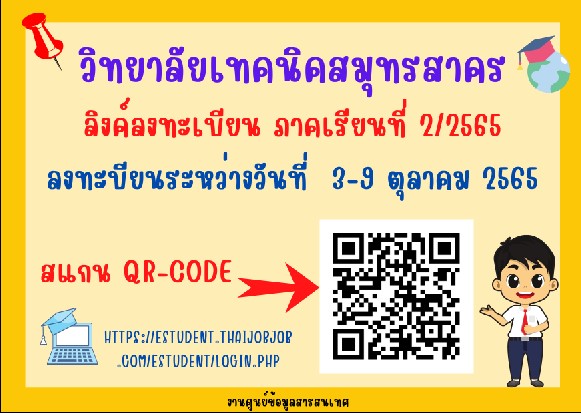 วิทยาลัยเทคนิคสมุทรสาคร
ลิงค์ลงทะเบียน ภาคเรียนที่ 2/2565
ลงทะบียนระหว่างวันที่ 3-9 ตุลาคม 2565
สแกน QR-CODE
HTTPS://ESTUDENT.THAIJOBJOB
.COM/ESTUDENT/LOGIN.PHP
งานศูนย์ข้อมูลสารสนเทศ